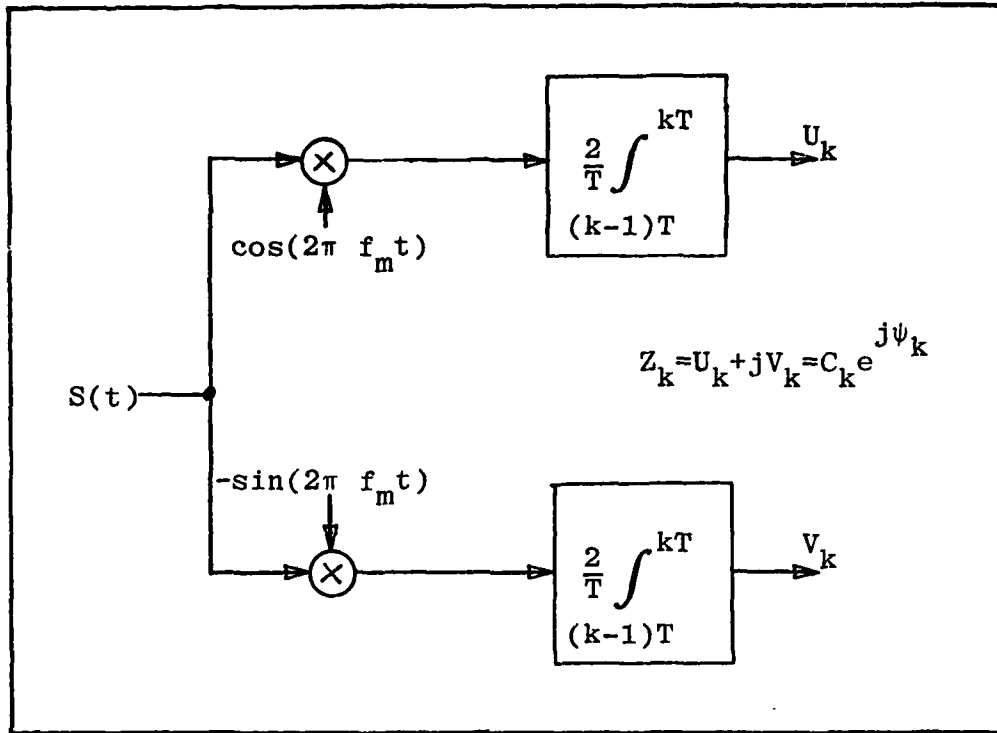 kT
2/T ∫
(k-1)T
U_k
cos(2π f_m t)
Z_k=U_k+jV_k=C_k e^{jψ_k}
S(t)
-sin(2π f_m t)
kT
2/T ∫
(k-1)T
V_k